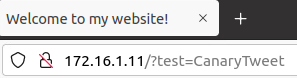 Welcome to my website!
172.16.1.11/?test=CanaryTweet